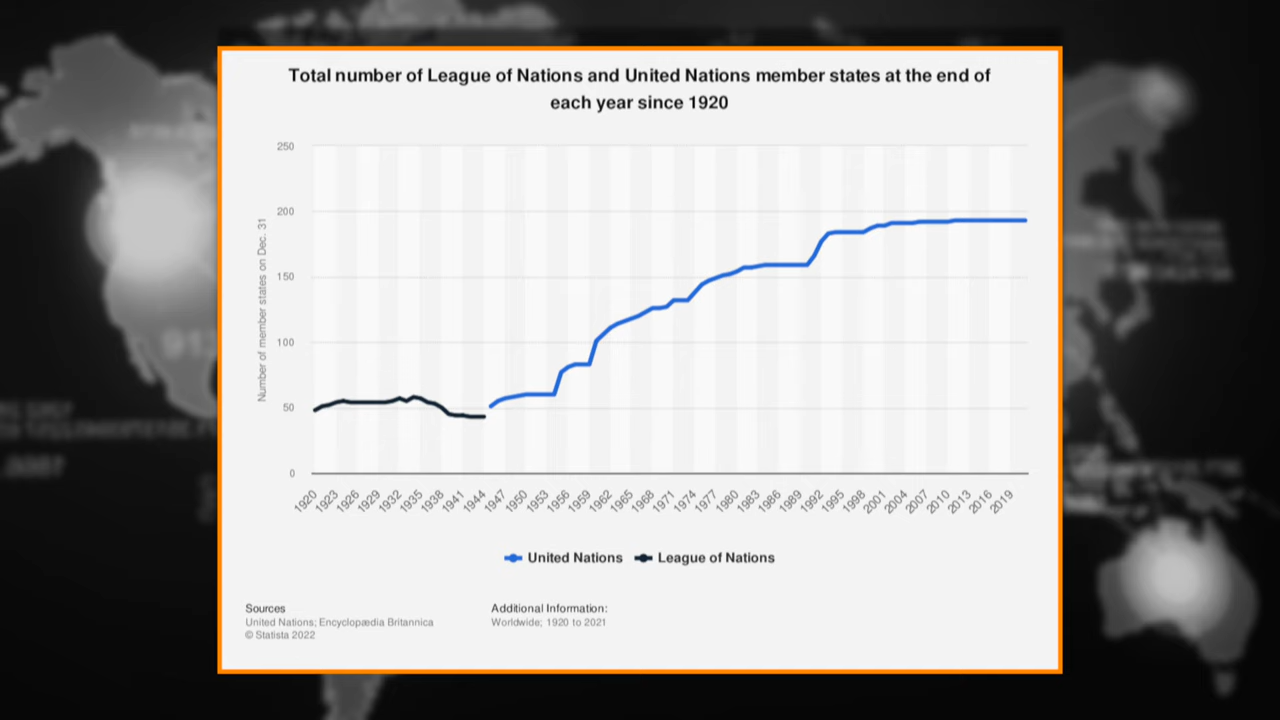 Total number of League of Nations and United Nations member states at the end of
each year since 1920
250
200
150
100
50
0
Number of member states on Dec. 31
1920 1923 1926 1929 1932 1935 1938 1941 1944 1947 1950 1953 1956 1959 1962 1965 1968 1971 1974 1977 1980 1983 1986 1989 1992 1995 1998 2001 2004 2007 2010 2013 2016 2019
United Nations League of Nations
Sources
United Nations; Encyclopædia Britannica
© Statista 2022
Additional Information:
Worldwide; 1920 to 2021